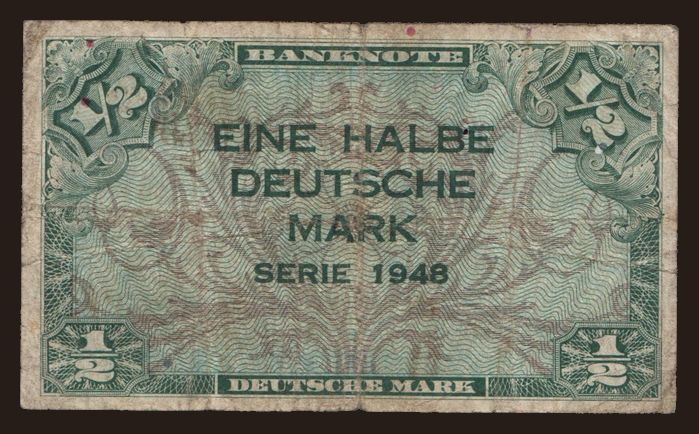 BANKNOTE
1/2 1/2
EINE HALBE
DEUTSCHE
MARK
SERIE 1948
1/2 1/2
DEUTSCHE MARK